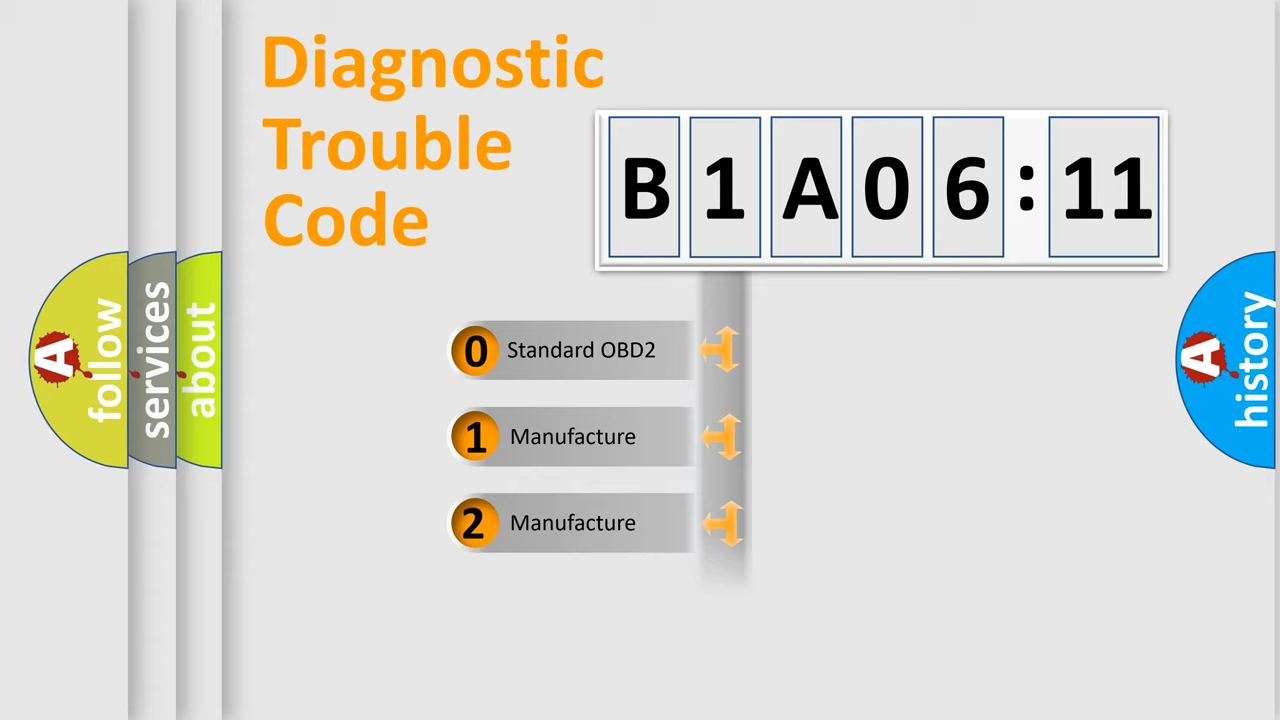 Diagnostic
Trouble
Code
B1A06:11
0 Standard OBD2
1 Manufacture
2 Manufacture
A follow
services
about
A history